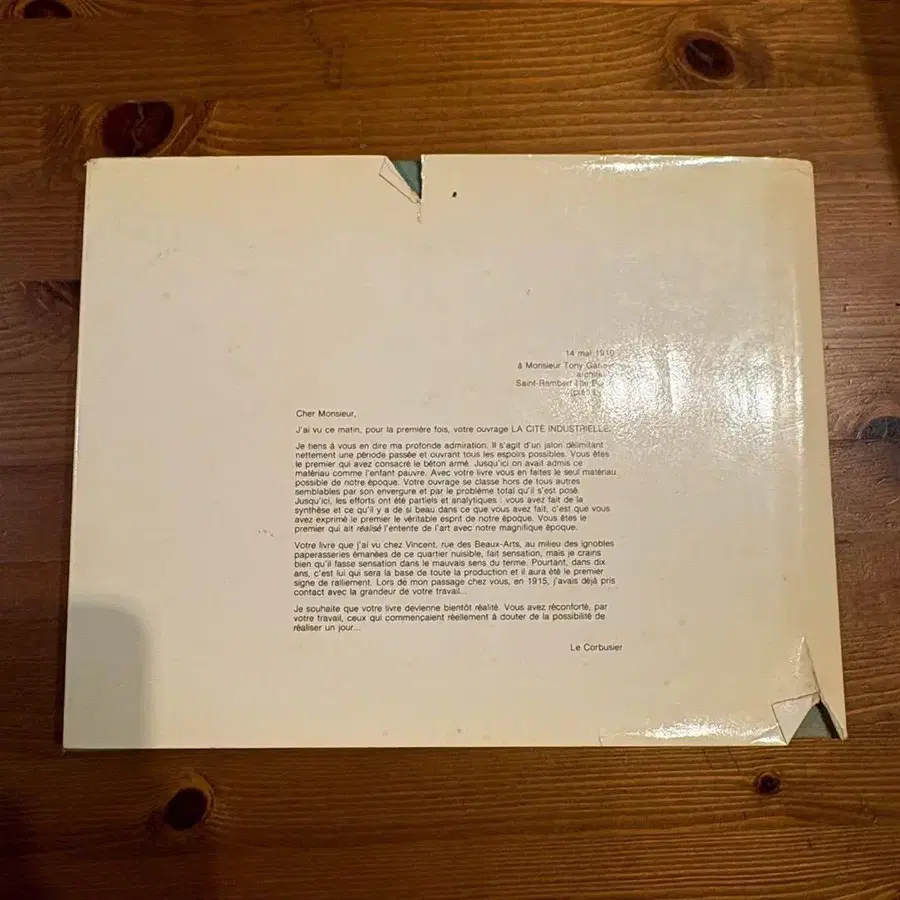 14 mai 1919
à Monsieur Tony Garnier
Saint-Rambert
Cher Monsieur,
J'ai vu ce matin, pour la première fois, votre ouvrage LA CITÉ INDUSTRIELLE.
Je tiens à vous en dire ma profonde admiration. Il s'agit d'un jalon délimitant
nettement une période passée et ouvrant tous les espoirs possibles. Vous êtes
le premier qui avez consacré le béton armé. Jusqu'ici on avait admis ce
matériau comme l'enfant pauvre. Avec votre livre vous en faites le seul matériau
possible de notre époque. Votre ouvrage se classe hors de tous autres
semblables par son envergure et par le problème total qu'il s'est posé.
Jusqu'ici, les efforts ont été partiels et analytiques : vous avez fait de la
synthèse et ce qu'il y a de si beau dans ce que vous avez fait, c'est que vous
avez exprimé le premier le véritable esprit de notre époque. Vous êtes le
premier qui ait réalisé l'entente de l'art avec notre magnifique époque.
Votre livre que j'ai vu chez Vincent, rue des Beaux-Arts, au milieu des ignobles
paperasseries émanées de ce quartier nuisible, fait sensation, mais je crains
bien qu'il fasse sensation dans le mauvais sens du terme. Pourtant, dans dix
ans, c'est lui qui sera la base de toute la production et il aura été le premier
signe de ralliement. Lors de mon passage chez vous, en 1915, j'avais déjà pris
contact avec la grandeur de votre travail...
Je souhaite que votre livre devienne bientôt réalité. Vous avez réconforté, par
votre travail, ceux qui commençaient réellement à douter de la possibilité de
réaliser un jour...
Le Corbusier